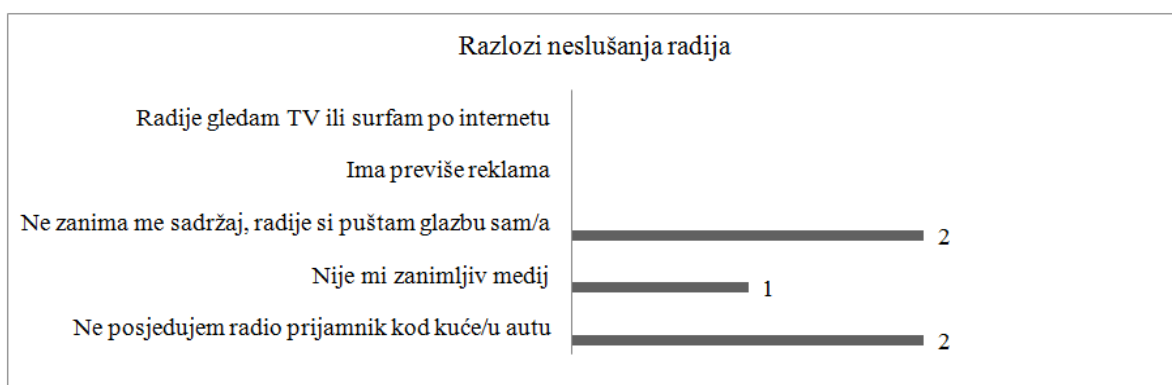 Razlozi neslušanja radija
Radije gledam TV ili surfam po internetu
Ima previše reklama
Ne zanima me sadržaj, radije si puštam glazbu sam/a
2
Nije mi zanimljiv medij
1
Ne posjedujem radio prijamnik kod kuće/u autu
2